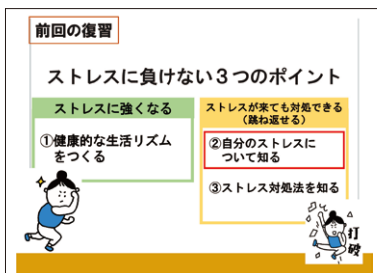 前回の復習
ストレスに負けない３つのポイント
ストレスに強くなる
①健康的な生活リズム
をつくる
ストレスが来ても対処できる
（跳ね返せる）
②自分のストレスに
ついて知る
③ストレス対処法を知る
打破